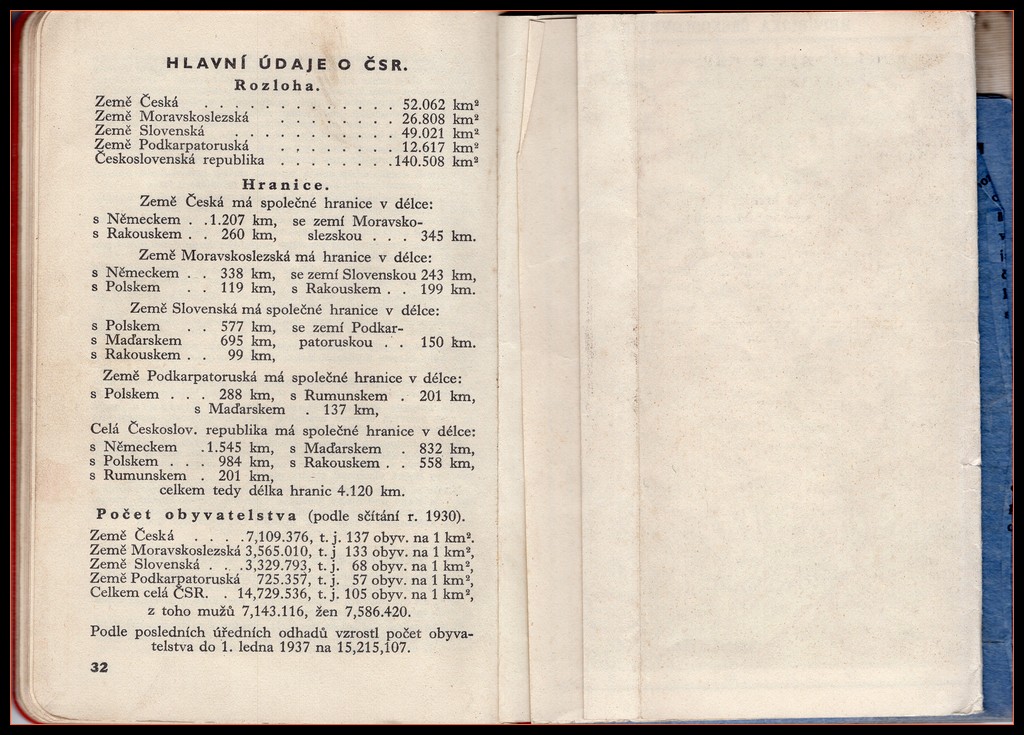 HLAVNÍ ÚDAJE O ČSR.
Rozloha.
Země Česká . . . . . . . . . . . . . 52.062 km²
Země Moravskoslezská . . . . . . . . 26.808 km²
Země Slovenská . . . . . . . . . . . 49.021 km²
Země Podkarpatoruská . . . . . . . . 12.617 km²
Československá republika . . . . . . . . 140.508 km²
Hranice.
Země Česká má společné hranice v délce:
s Německem . . 1.207 km, se zemí Moravsko-
s Rakouskem . . 260 km, slezskou . . . 345 km.
Země Moravskoslezská má hranice v délce:
s Německem . . 338 km, se zemí Slovenskou 243 km,
s Polskem . . 119 km, s Rakouskem . . 199 km.
Země Slovenská má společné hranice v délce:
s Polskem . . 577 km, se zemí Podkar-
s Maďarskem 695 km, patoruskou . . 150 km.
s Rakouskem . . 99 km,
Země Podkarpatoruská má společné hranice v délce:
s Polskem . . . 288 km, s Rumunskem . 201 km,
s Maďarskem . 137 km,
Celá Českoslov. republika má společné hranice v délce:
s Německem . 1.545 km, s Maďarskem . 832 km,
s Polskem . . . 984 km, s Rakouskem . . 558 km,
s Rumunskem . 201 km,
celkem tedy délka hranic 4.120 km.
Počet obyvatelstva (podle sčítání r. 1930).
Země Česká . . . . 7,109.376, t. j. 137 obyv. na 1 km².
Země Moravskoslezská 3,565.010, t. j 133 obyv. na 1 km²,
Země Slovenská . . . 3,329.793, t. j. 68 obyv. na 1 km²,
Země Podkarpatoruská 725.357, t. j. 57 obyv. na 1 km²,
Celkem celá ČSR. . 14,729.536, t. j. 105 obyv. na 1 km²,
z toho mužů 7,143.116, žen 7,586.420.
Podle posledních úředních odhadů vzrostl počet obyva-
telstva do 1. ledna 1937 na 15,215,107.
32